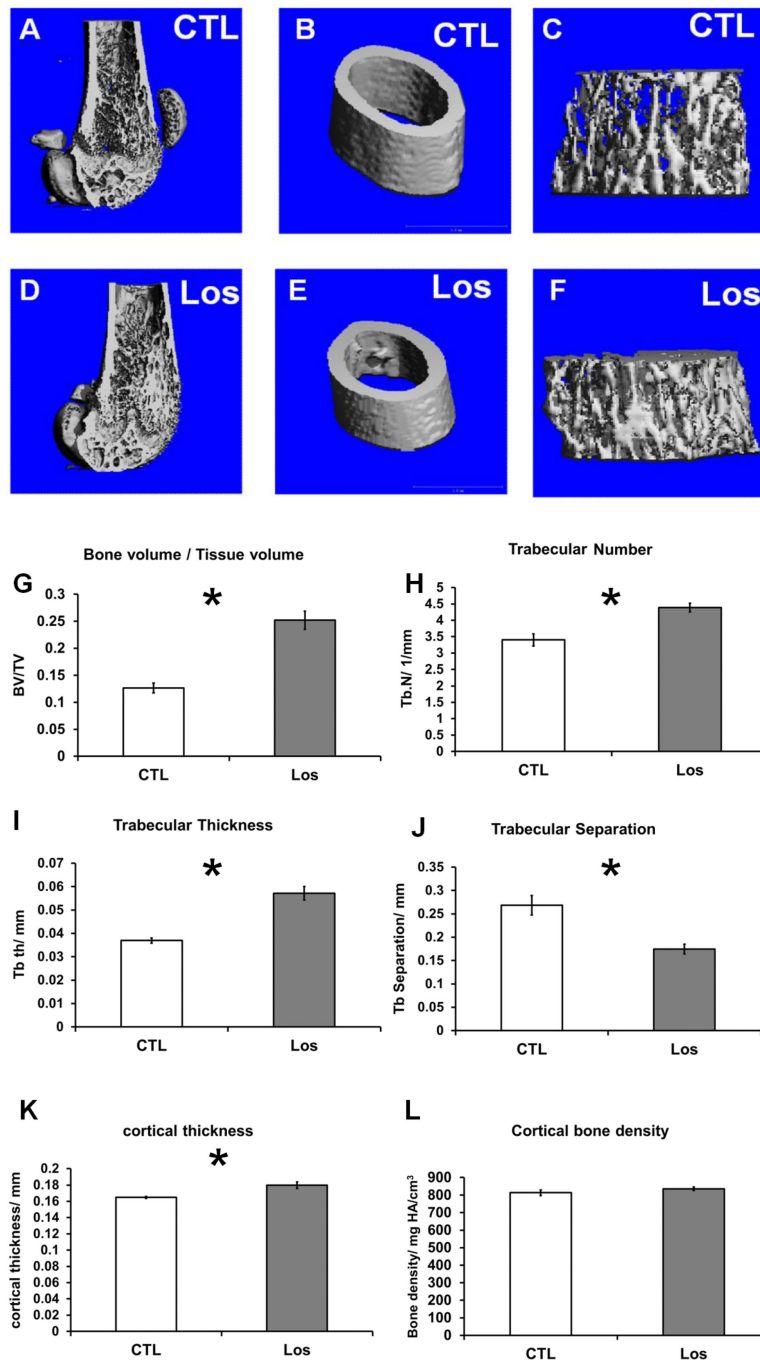 A CTL
B CTL
C CTL
D Los
E Los
F Los
Bone volume / Tissue volume
G
*
BV/TV
0.3
0.25
0.2
0.15
0.1
0.05
0
CTL Los
Trabecular Number
H
*
Tb.N/ 1/mm
5
4.5
4
3.5
3
2.5
2
1.5
1
0.5
0
CTL Los
I
Trabecular Thickness
*
Tb th/ mm
0.07
0.06
0.05
0.04
0.03
0.02
0.01
0
CTL Los
J
Trabecular Separation
*
Tb Separation/ mm
0.35
0.3
0.25
0.2
0.15
0.1
0.05
0
CTL Los
K
cortical thickness
*
cortical thickness/ mm
0.2
0.18
0.16
0.14
0.12
0.1
0.08
0.06
0.04
0.02
0
CTL Los
L
Cortical bone density
Bone density/ mg HA/cm³
900
800
700
600
500
400
300
200
100
0
CTL Los